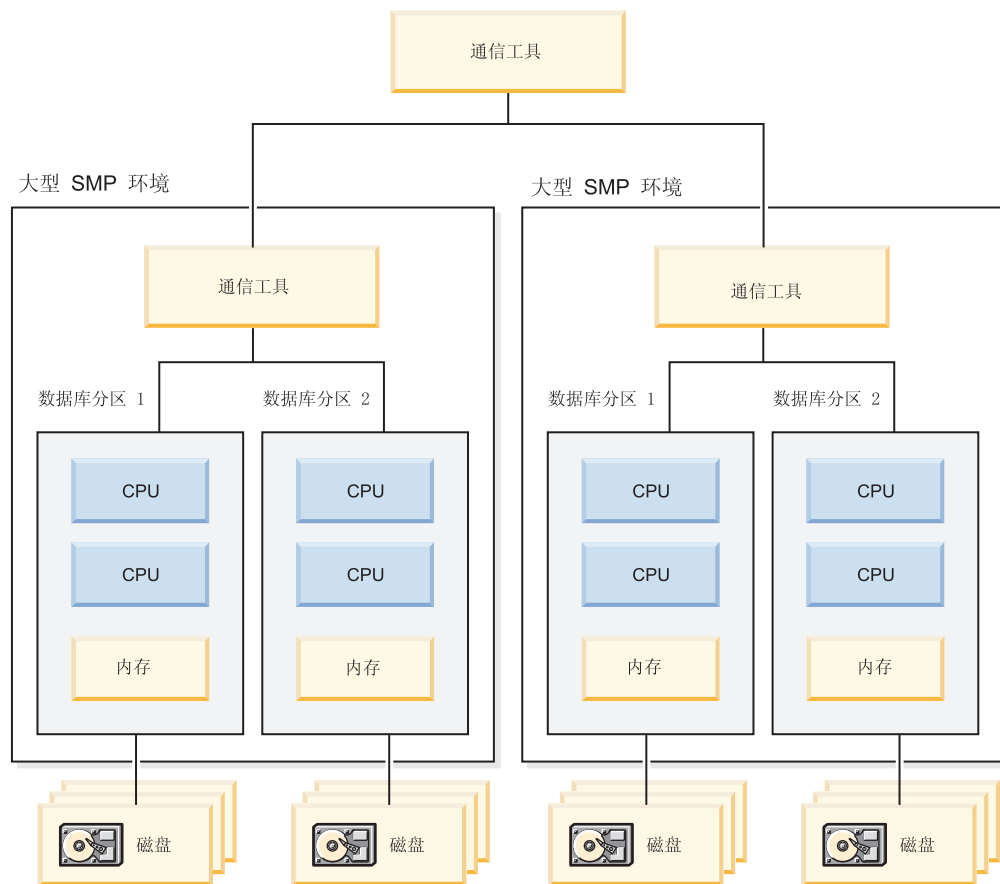 通信工具
大型 SMP 环境
大型 SMP 环境
通信工具
通信工具
数据库分区 1
数据库分区 2
数据库分区 1
数据库分区 2
CPU
CPU
CPU
CPU
CPU
CPU
CPU
CPU
内存
内存
内存
内存
磁盘
磁盘
磁盘
磁盘